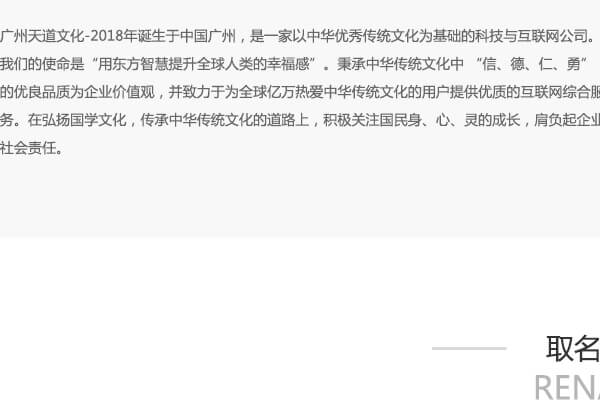 广州天道文化-2018年诞生于中国广州，是一家以中华优秀传统文化为基础的科技与互联网公司。
我们的使命是“用东方智慧提升全球人类的幸福感”。秉承中华传统文化中 “信、德、仁、勇”
的优良品质为企业价值观，并致力于为全球亿万热爱中华传统文化的用户提供优质的互联网综合服
务。在弘扬国学文化，传承中华传统文化的道路上，积极关注国民身、心、灵的成长，肩负起企业
社会责任。
取名
REN